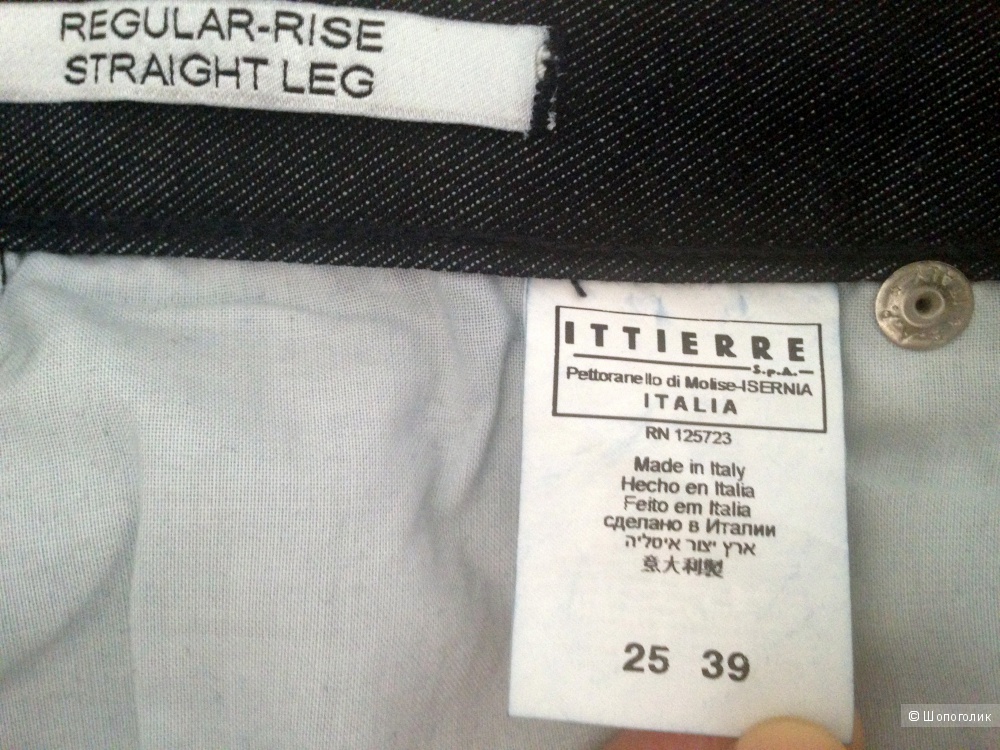 REGULAR-RISE
STRAIGHT LEG
ITTIERRE
S.p.A.
Pettoranello di Molise-ISERNIA
ITALIA
RN 125723
Made in Italy
Hecho en Italia
Feito em Italia
сделано в Италии
ארץ יצור איטליה
意大利製
25 39
© Шопоголик